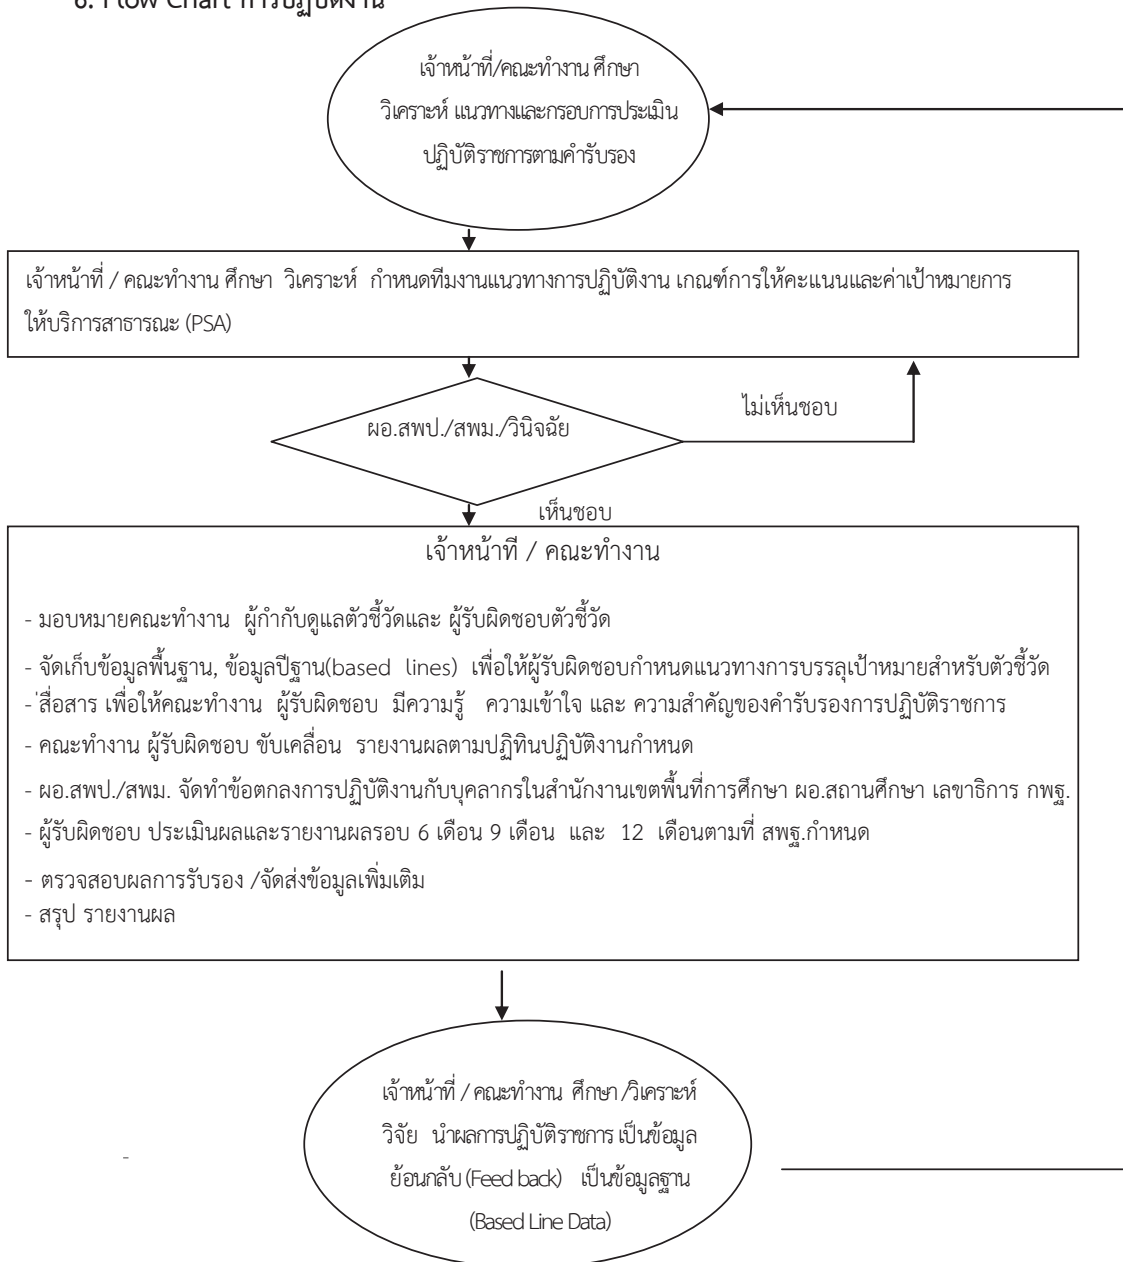 6. Flow Chart การปฏิบัติงาน
เจ้าหน้าที่/คณะทำงาน ศึกษา
วิเคราะห์ แนวทางและกรอบการประเมิน
ปฏิบัติราชการตามคำรับรอง
เจ้าหน้าที่ / คณะทำงาน ศึกษา วิเคราะห์ กำหนดทีมงานแนวทางการปฏิบัติงาน เกณฑ์การให้คะแนนและค่าเป้าหมายการ
ให้บริการสาธารณะ (PSA)
ไม่เห็นชอบ
ผอ.สพป./สพม./วินิจฉัย
เห็นชอบ
เจ้าหน้าที / คณะทำงาน
- มอบหมายคณะทำงาน ผู้กำกับดูแลตัวชี้วัดและ ผู้รับผิดชอบตัวชี้วัด
- จัดเก็บข้อมูลพื้นฐาน, ข้อมูลปีฐาน(based lines) เพื่อให้ผู้รับผิดชอบกำหนดแนวทางการบรรลุเป้าหมายสำหรับตัวชี้วัด
- ่สื่อสาร เพื่อให้คณะทำงาน ผู้รับผิดชอบ มีความรู้ ความเข้าใจ และ ความสำคัญของคำรับรองการปฏิบัติราชการ
- คณะทำงาน ผู้รับผิดชอบ ขับเคลื่อน รายงานผลตามปฏิทินปฏิบัติงานกำหนด
- ผอ.สพป./สพม. จัดทำข้อตกลงการปฏิบัติงานกับบุคลากรในสำนักงานเขตพื้นที่การศึกษา ผอ.สถานศึกษา เลขาธิการ กพฐ.
- ผู้รับผิดชอบ ประเมินผลและรายงานผลรอบ 6 เดือน 9 เดือน และ 12 เดือนตามที่ สพฐ.กำหนด
- ตรวจสอบผลการรับรอง /จัดส่งข้อมูลเพิ่มเติม
- สรุป รายงานผล
เจ้าหน้าที่ / คณะทำงาน ศึกษา /วิเคราะห์
วิจัย นำผลการปฏิบัติราชการ เป็นข้อมูล
ย้อนกลับ (Feed back) เป็นข้อมูลฐาน
(Based Line Data)
-